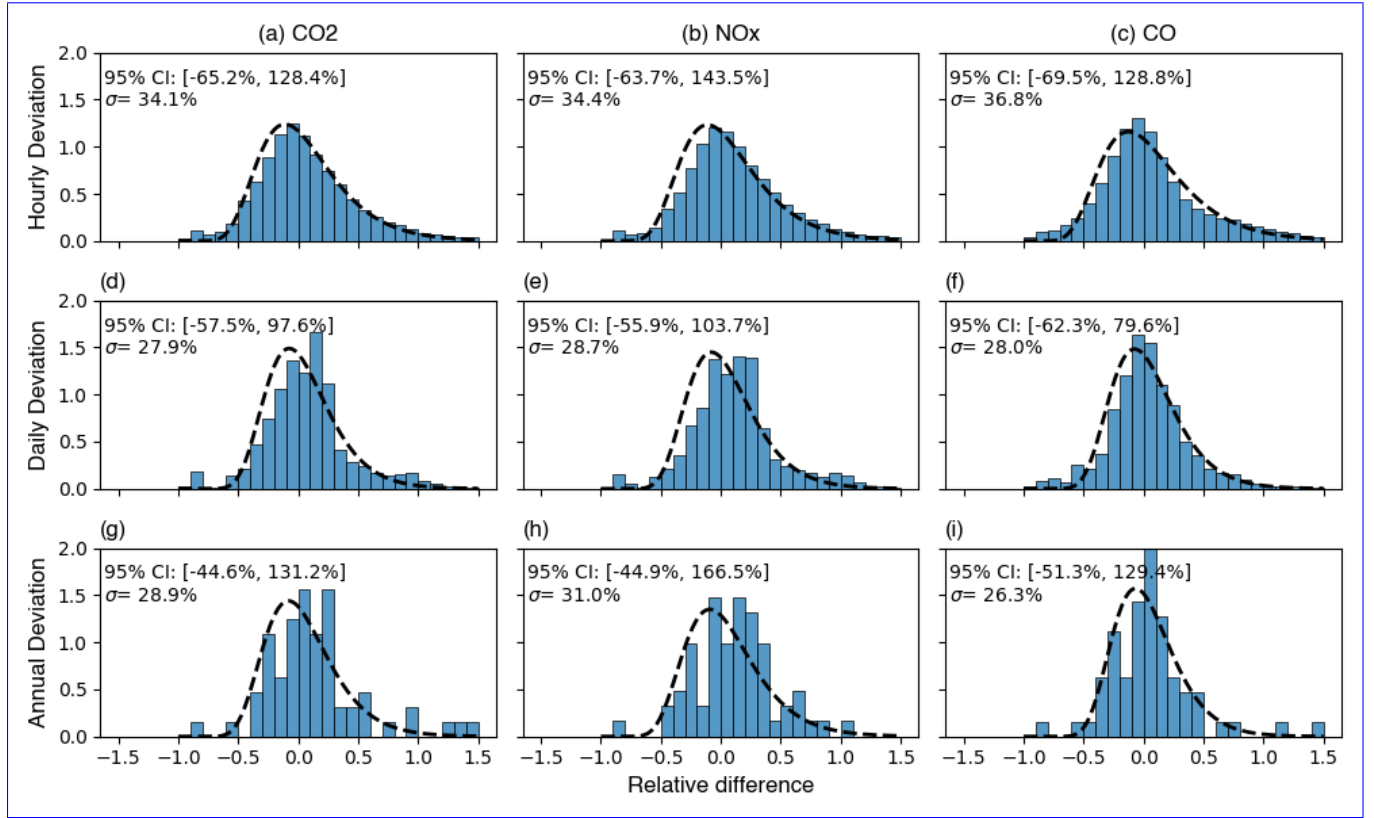 (a) CO2 (b) NOx (c) CO
Hourly Deviation
2.0
1.5
1.0
0.5
0.0
95% CI: [-65.2%, 128.4%]
σ= 34.1%
95% CI: [-63.7%, 143.5%]
σ= 34.4%
95% CI: [-69.5%, 128.8%]
σ= 36.8%
(d) (e) (f)
Daily Deviation
2.0
1.5
1.0
0.5
0.0
95% CI: [-57.5%, 97.6%]
σ= 27.9%
95% CI: [-55.9%, 103.7%]
σ= 28.7%
95% CI: [-62.3%, 79.6%]
σ= 28.0%
(g) (h) (i)
Annual Deviation
2.0
1.5
1.0
0.5
0.0
95% CI: [-44.6%, 131.2%]
σ= 28.9%
95% CI: [-44.9%, 166.5%]
σ= 31.0%
95% CI: [-51.3%, 129.4%]
σ= 26.3%
−1.5 −1.0 −0.5 0.0 0.5 1.0 1.5 −1.5 −1.0 −0.5 0.0 0.5 1.0 1.5 −1.5 −1.0 −0.5 0.0 0.5 1.0 1.5
Relative difference